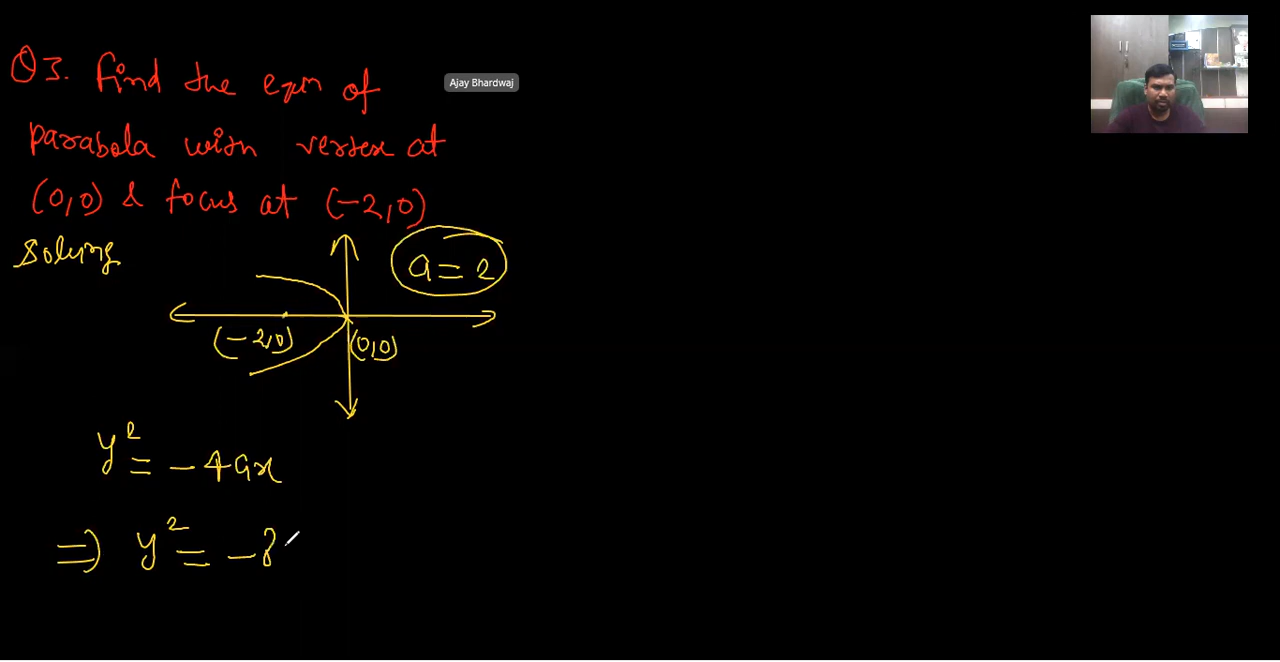 Q3. Find the eqn of
Ajay Bhardwaj
parabola with vertex at
(0,0) & focus at (-2,0)
Solving
a = 2
(-2,0)
(0,0)
y² = -4ax
⇒ y² = -8